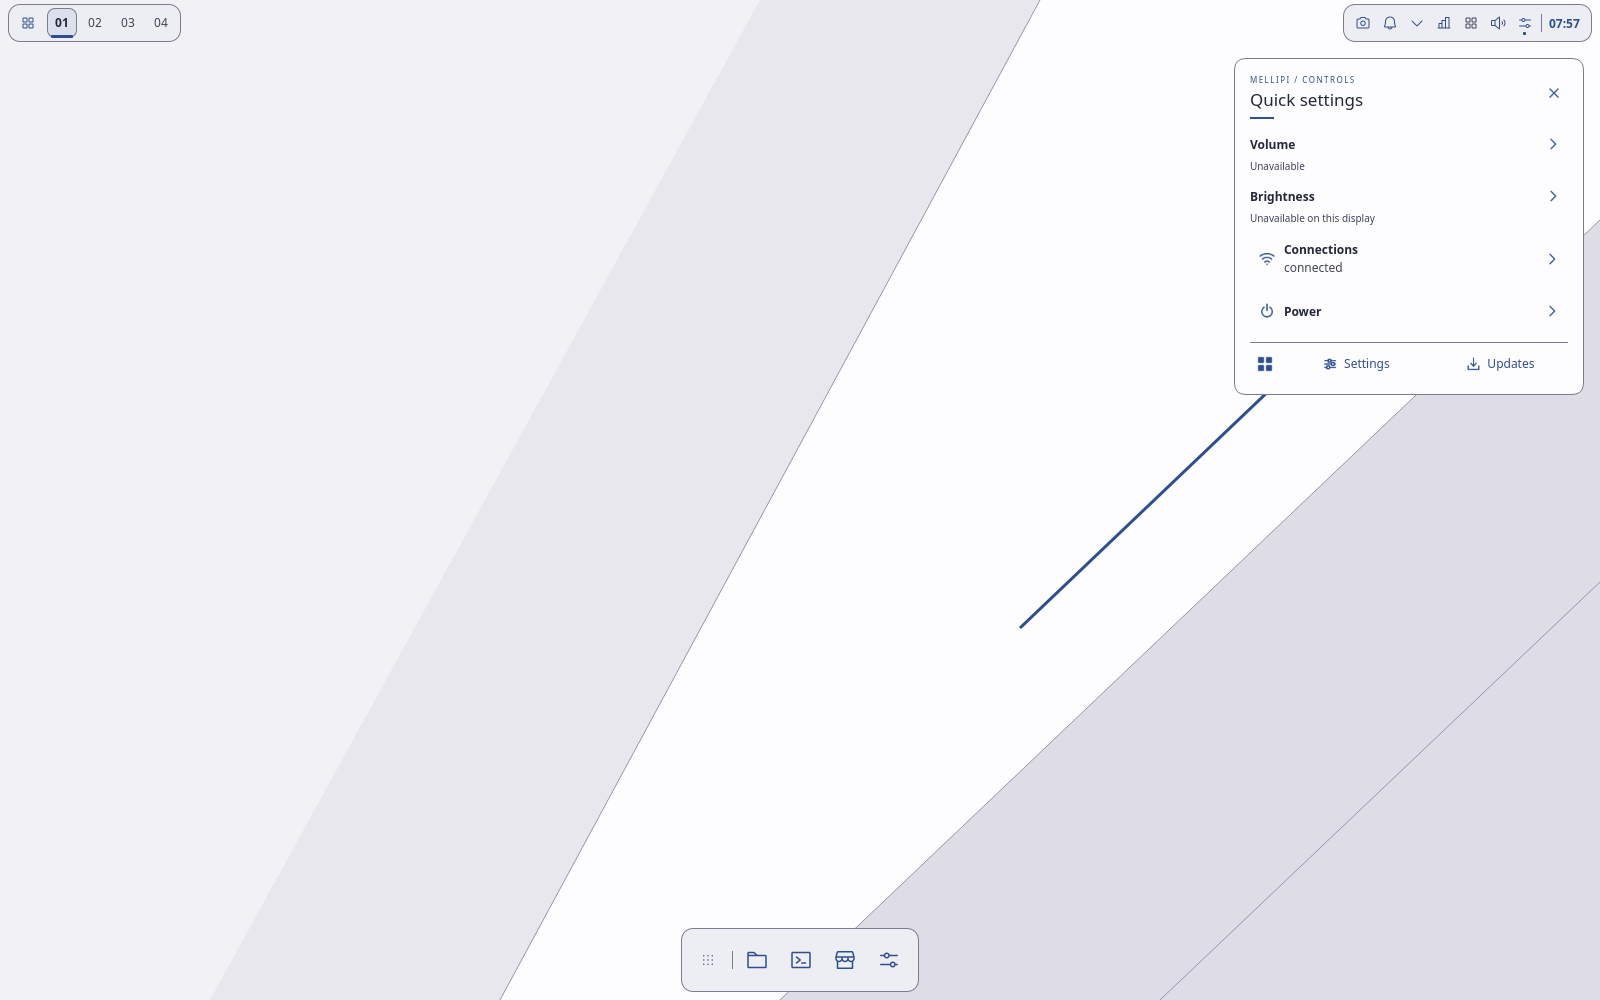 01 02 03 04
07:57
MELLIPI / CONTROLS
Quick settings
Volume
Unavailable
Brightness
Unavailable on this display
Connections
connected
Power
Settings Updates